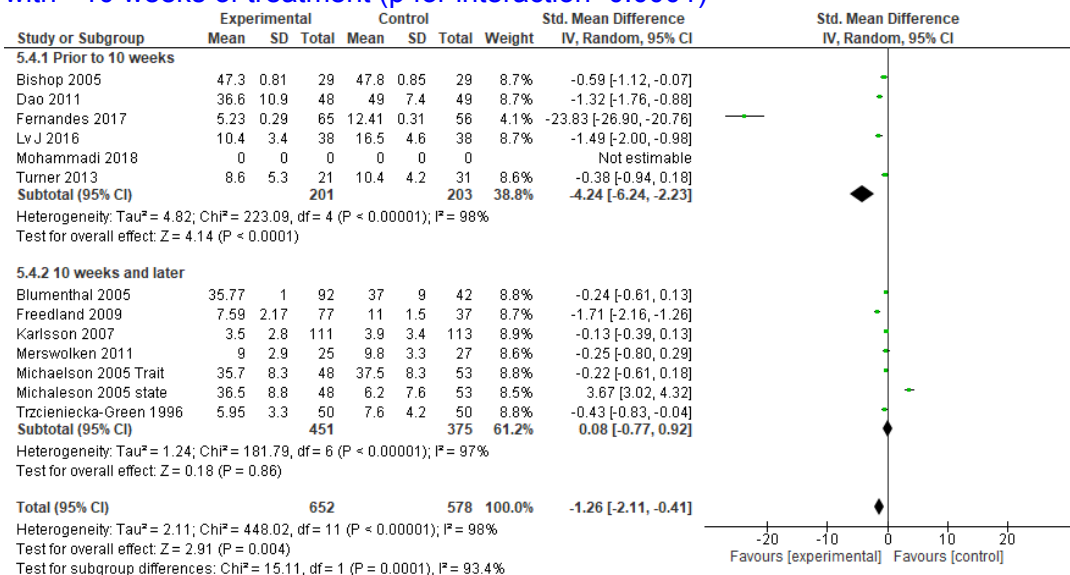 with 10 weeks of treatment (p for interaction 0.0001)
Experimental Control Std. Mean Difference Std. Mean Difference
Study or Subgroup Mean SD Total Mean SD Total Weight IV, Random, 95% CI IV, Random, 95% CI
5.4.1 Prior to 10 weeks
Bishop 2005 47.3 0.81 29 47.8 0.85 29 8.7% -0.59 [-1.12, -0.07]
Dao 2011 36.6 10.9 48 49 7.4 49 8.7% -1.32 [-1.76, -0.88]
Fernandes 2017 5.23 0.29 65 12.41 0.31 56 4.1% -23.83 [-26.90, -20.76]
Lv J 2016 10.4 3.4 38 16.5 4.6 38 8.7% -1.49 [-2.00, -0.98]
Mohammadi 2018 0 0 0 0 0 0 Not estimable
Turner 2013 8.6 5.3 21 10.4 4.2 31 8.6% -0.38 [-0.94, 0.18]
Subtotal (95% CI) 201 203 38.8% -4.24 [-6.24, -2.23]
Heterogeneity: Tau² = 4.82; Chi² = 223.09, df = 4 (P < 0.00001); I² = 98%
Test for overall effect: Z = 4.14 (P < 0.0001)
5.4.2 10 weeks and later
Blumenthal 2005 35.77 1 92 37 9 42 8.8% -0.24 [-0.61, 0.13]
Freedland 2009 7.59 2.17 77 11 1.5 37 8.7% -1.71 [-2.16, -1.26]
Karlsson 2007 3.5 2.8 111 3.9 3.4 113 8.9% -0.13 [-0.39, 0.13]
Merswolken 2011 9 2.9 25 9.8 3.3 27 8.6% -0.25 [-0.80, 0.29]
Michaelson 2005 Trait 35.7 8.3 48 37.5 8.3 53 8.8% -0.22 [-0.61, 0.18]
Michaleson 2005 state 36.5 8.8 48 6.2 7.6 53 8.5% 3.67 [3.02, 4.32]
Trzcieniecka-Green 1996 5.95 3.3 50 7.6 4.2 50 8.8% -0.43 [-0.83, -0.04]
Subtotal (95% CI) 451 375 61.2% 0.08 [-0.77, 0.92]
Heterogeneity: Tau² = 1.24; Chi² = 181.79, df = 6 (P < 0.00001); I² = 97%
Test for overall effect: Z = 0.18 (P = 0.86)
Total (95% CI) 652 578 100.0% -1.26 [-2.11, -0.41]
Heterogeneity: Tau² = 2.11; Chi² = 448.02, df = 11 (P < 0.00001); I² = 98%
Test for overall effect: Z = 2.91 (P = 0.004)
Test for subgroup differences: Chi² = 15.11, df = 1 (P = 0.0001), I² = 93.4%
-20 -10 0 10 20
Favours [experimental] Favours [control]